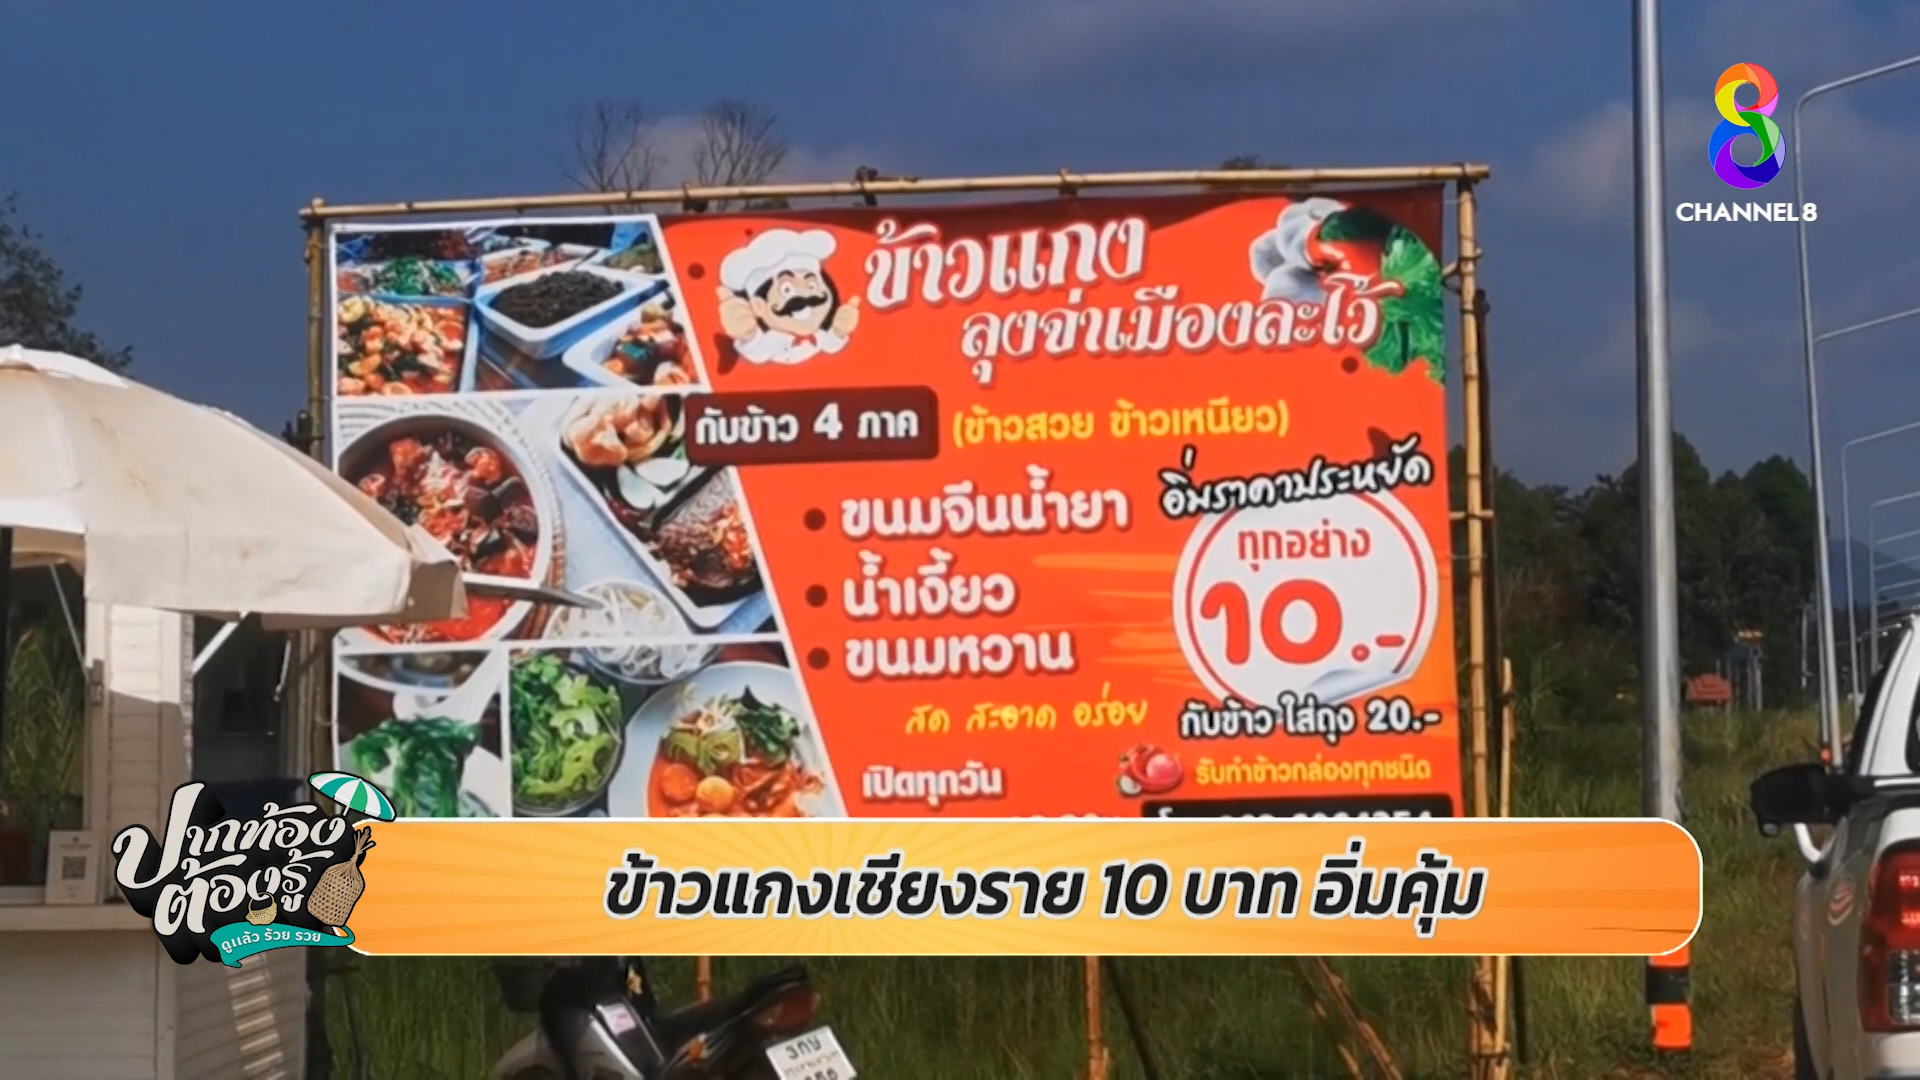 CHANNEL 8
ข้าวแกง
ลุงจ่าเมืองละโว้
กับข้าว 4 ภาค (ข้าวสวย ข้าวเหนียว)
อิ่มราคาประหยัด
• ขนมจีนน้ำยา
ทุกอย่าง
10.-
• น้ำเงี้ยว
• ขนมหวาน
สด สะอาด อร่อย
กับข้าว ใส่ถุง 20.-
เปิดทุกวัน
รับทำข้าวกล่องทุกชนิด
ปากท้อง
ต้องรู้
ดูแล้ว ร้วย รวย
ข้าวแกงเชียงราย 10 บาท อิ่มคุ้ม